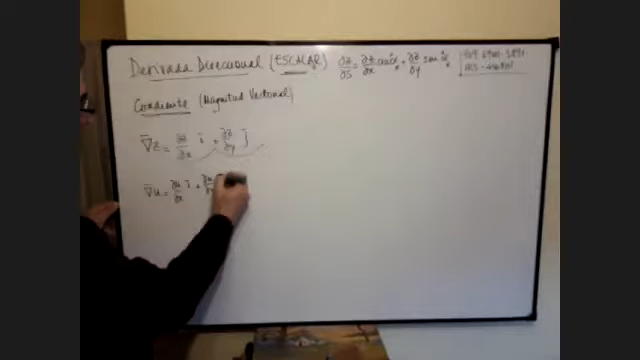 Derivada Direccional (ESCALAR) ∂z/∂s = ∂z/∂x cos α + ∂z/∂y sen α
Gradiente (Magnitud Vectorial)
∇z = ∂z/∂x i + ∂z/∂y j
∇u = ∂u/∂x i + ∂u/